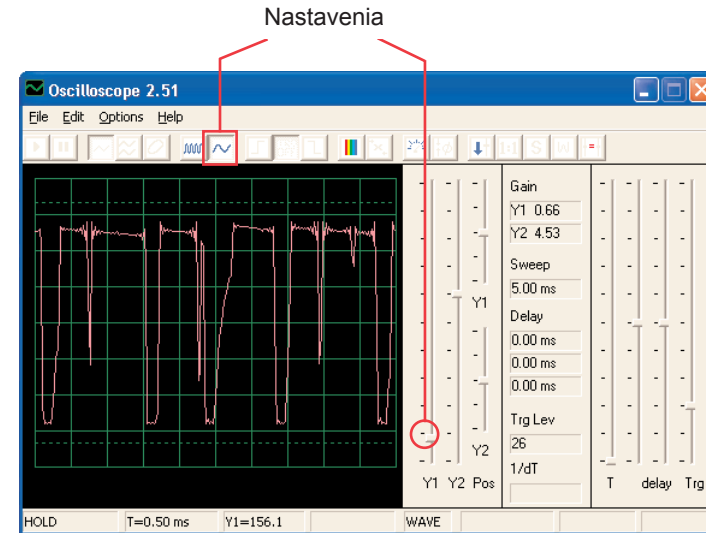 Nastavenia
Oscilloscope 2.51
File Edit Options Help
Gain
Y1 0.66
Y2 4.53
Sweep
5.00 ms
Delay
0.00 ms
0.00 ms
0.00 ms
Trg Lev
26
1/dT
Y1
Y2
Y1 Y2 Pos
T delay Trg
HOLD T=0.50 ms Y1=156.1 WAVE